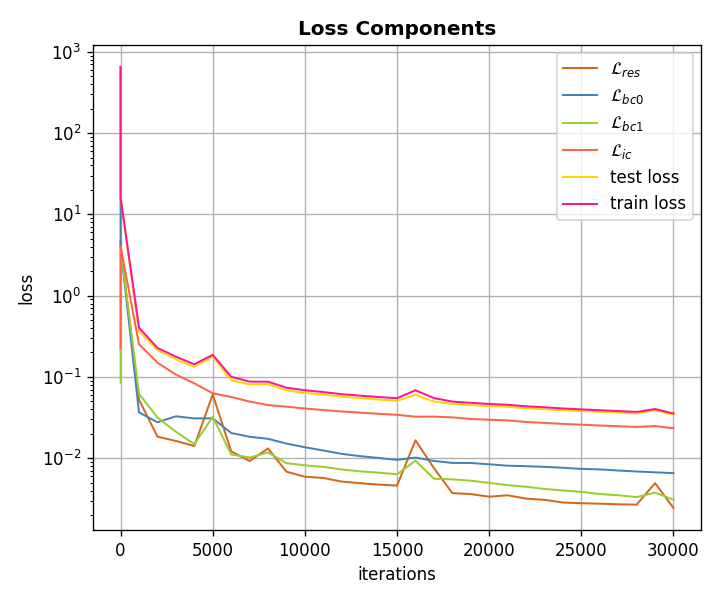 Loss Components
loss
10³
10²
10¹
10⁰
10⁻¹
10⁻²
ℒ_res
ℒ_bc0
ℒ_bc1
ℒ_ic
test loss
train loss
0 5000 10000 15000 20000 25000 30000
iterations